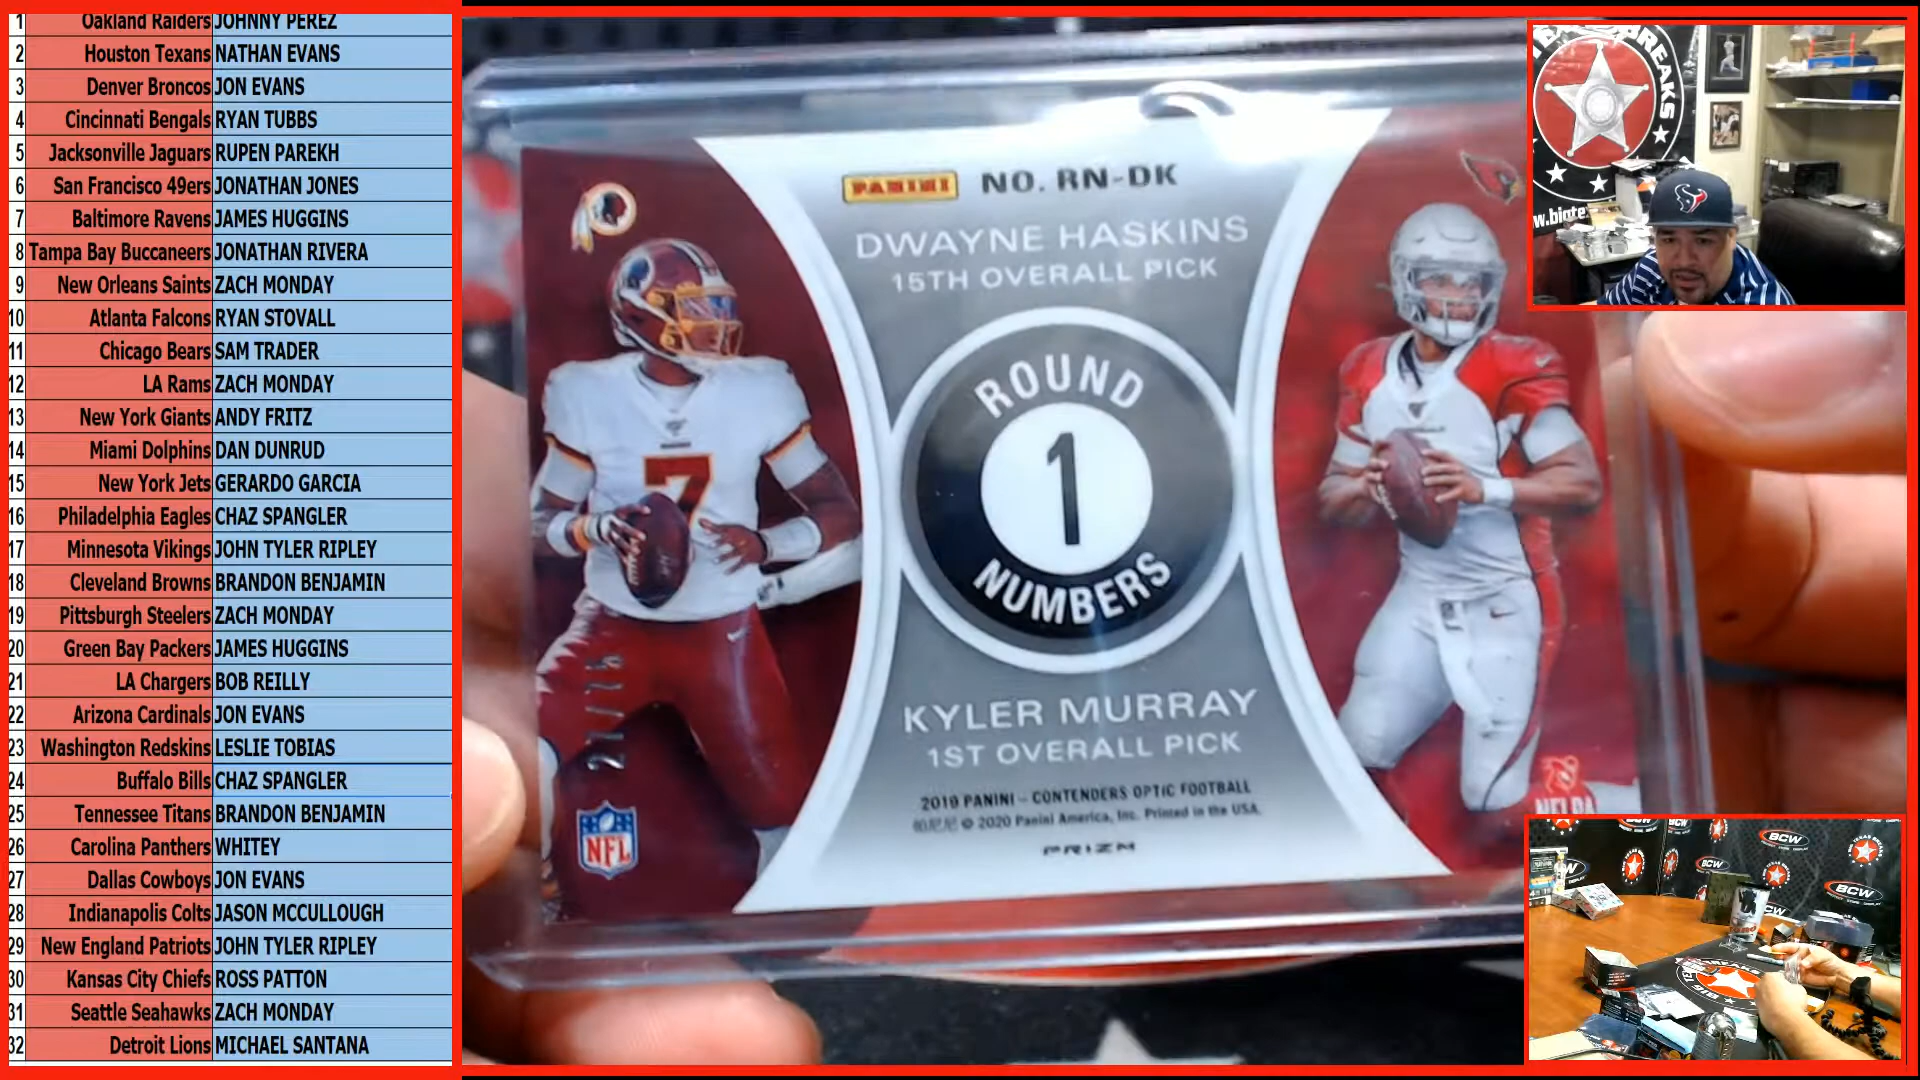 1 Oakland Raiders JOHNNY PEREZ
2 Houston Texans NATHAN EVANS
3 Denver Broncos JON EVANS
4 Cincinnati Bengals RYAN TUBBS
5 Jacksonville Jaguars RUPEN PAREKH
6 San Francisco 49ers JONATHAN JONES
7 Baltimore Ravens JAMES HUGGINS
8 Tampa Bay Buccaneers JONATHAN RIVERA
9 New Orleans Saints ZACH MONDAY
10 Atlanta Falcons RYAN STOVALL
11 Chicago Bears SAM TRADER
12 LA Rams ZACH MONDAY
13 New York Giants ANDY FRITZ
14 Miami Dolphins DAN DUNRUD
15 New York Jets GERARDO GARCIA
16 Philadelphia Eagles CHAZ SPANGLER
17 Minnesota Vikings JOHN TYLER RIPLEY
18 Cleveland Browns BRANDON BENJAMIN
19 Pittsburgh Steelers ZACH MONDAY
20 Green Bay Packers JAMES HUGGINS
21 LA Chargers BOB REILLY
22 Arizona Cardinals JON EVANS
23 Washington Redskins LESLIE TOBIAS
24 Buffalo Bills CHAZ SPANGLER
25 Tennessee Titans BRANDON BENJAMIN
26 Carolina Panthers WHITEY
27 Dallas Cowboys JON EVANS
28 Indianapolis Colts JASON MCCULLOUGH
29 New England Patriots JOHN TYLER RIPLEY
30 Kansas City Chiefs ROSS PATTON
31 Seattle Seahawks ZACH MONDAY
32 Detroit Lions MICHAEL SANTANA
PANINI NO. RN-DK
DWAYNE HASKINS
15TH OVERALL PICK
ROUND
1
NUMBERS
KYLER MURRAY
1ST OVERALL PICK
2019 PANINI - CONTENDERS OPTIC FOOTBALL
© 2020 Panini America, Inc. Printed in the USA.
PRIZM
7
NFL
BCW
BCW
BCW
BCW